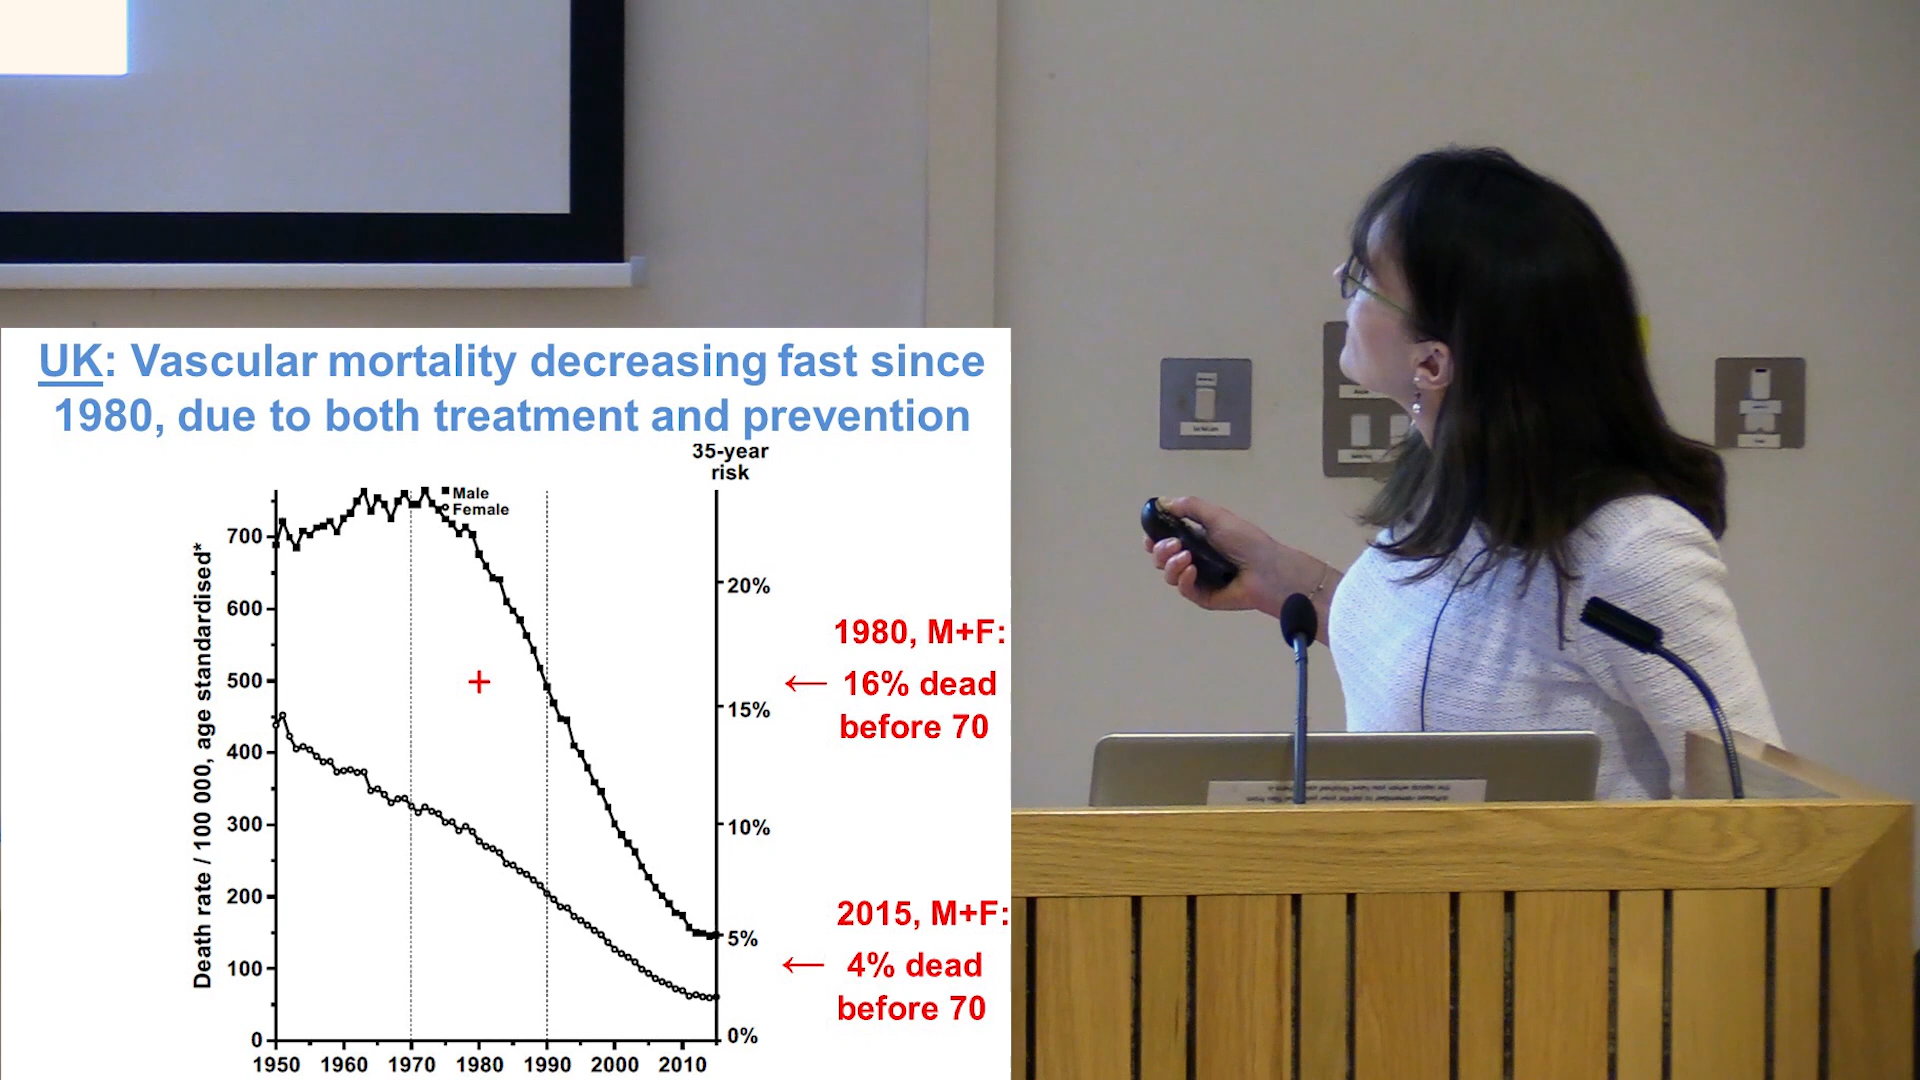 UK: Vascular mortality decreasing fast since
1980, due to both treatment and prevention
35-year
risk
Male
Female
Death rate / 100 000, age standardised*
700
600
500
400
300
200
100
0
20%
15%
10%
5%
0%
1950 1960 1970 1980 1990 2000 2010
+
1980, M+F:
← 16% dead
before 70
2015, M+F:
← 4% dead
before 70